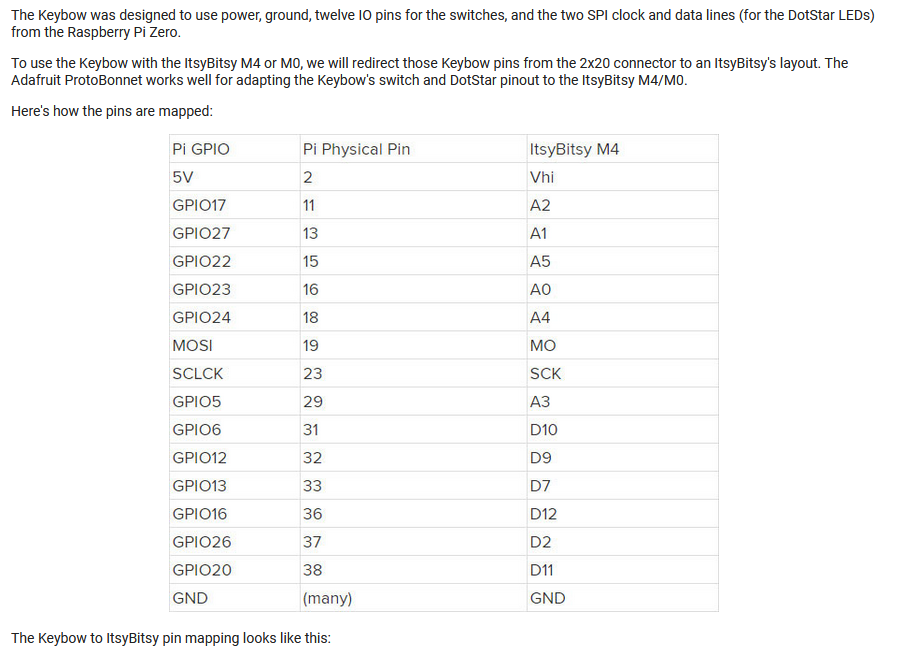 The Keybow was designed to use power, ground, twelve IO pins for the switches, and the two SPI clock and data lines (for the DotStar LEDs)
from the Raspberry Pi Zero.
To use the Keybow with the ItsyBitsy M4 or M0, we will redirect those Keybow pins from the 2x20 connector to an ItsyBitsy's layout. The
Adafruit ProtoBonnet works well for adapting the Keybow's switch and DotStar pinout to the ItsyBitsy M4/M0.
Here's how the pins are mapped:
Pi GPIO Pi Physical Pin ItsyBitsy M4
5V 2 Vhi
GPIO17 11 A2
GPIO27 13 A1
GPIO22 15 A5
GPIO23 16 A0
GPIO24 18 A4
MOSI 19 MO
SCLCK 23 SCK
GPIO5 29 A3
GPIO6 31 D10
GPIO12 32 D9
GPIO13 33 D7
GPIO16 36 D12
GPIO26 37 D2
GPIO20 38 D11
GND (many) GND
The Keybow to ItsyBitsy pin mapping looks like this: